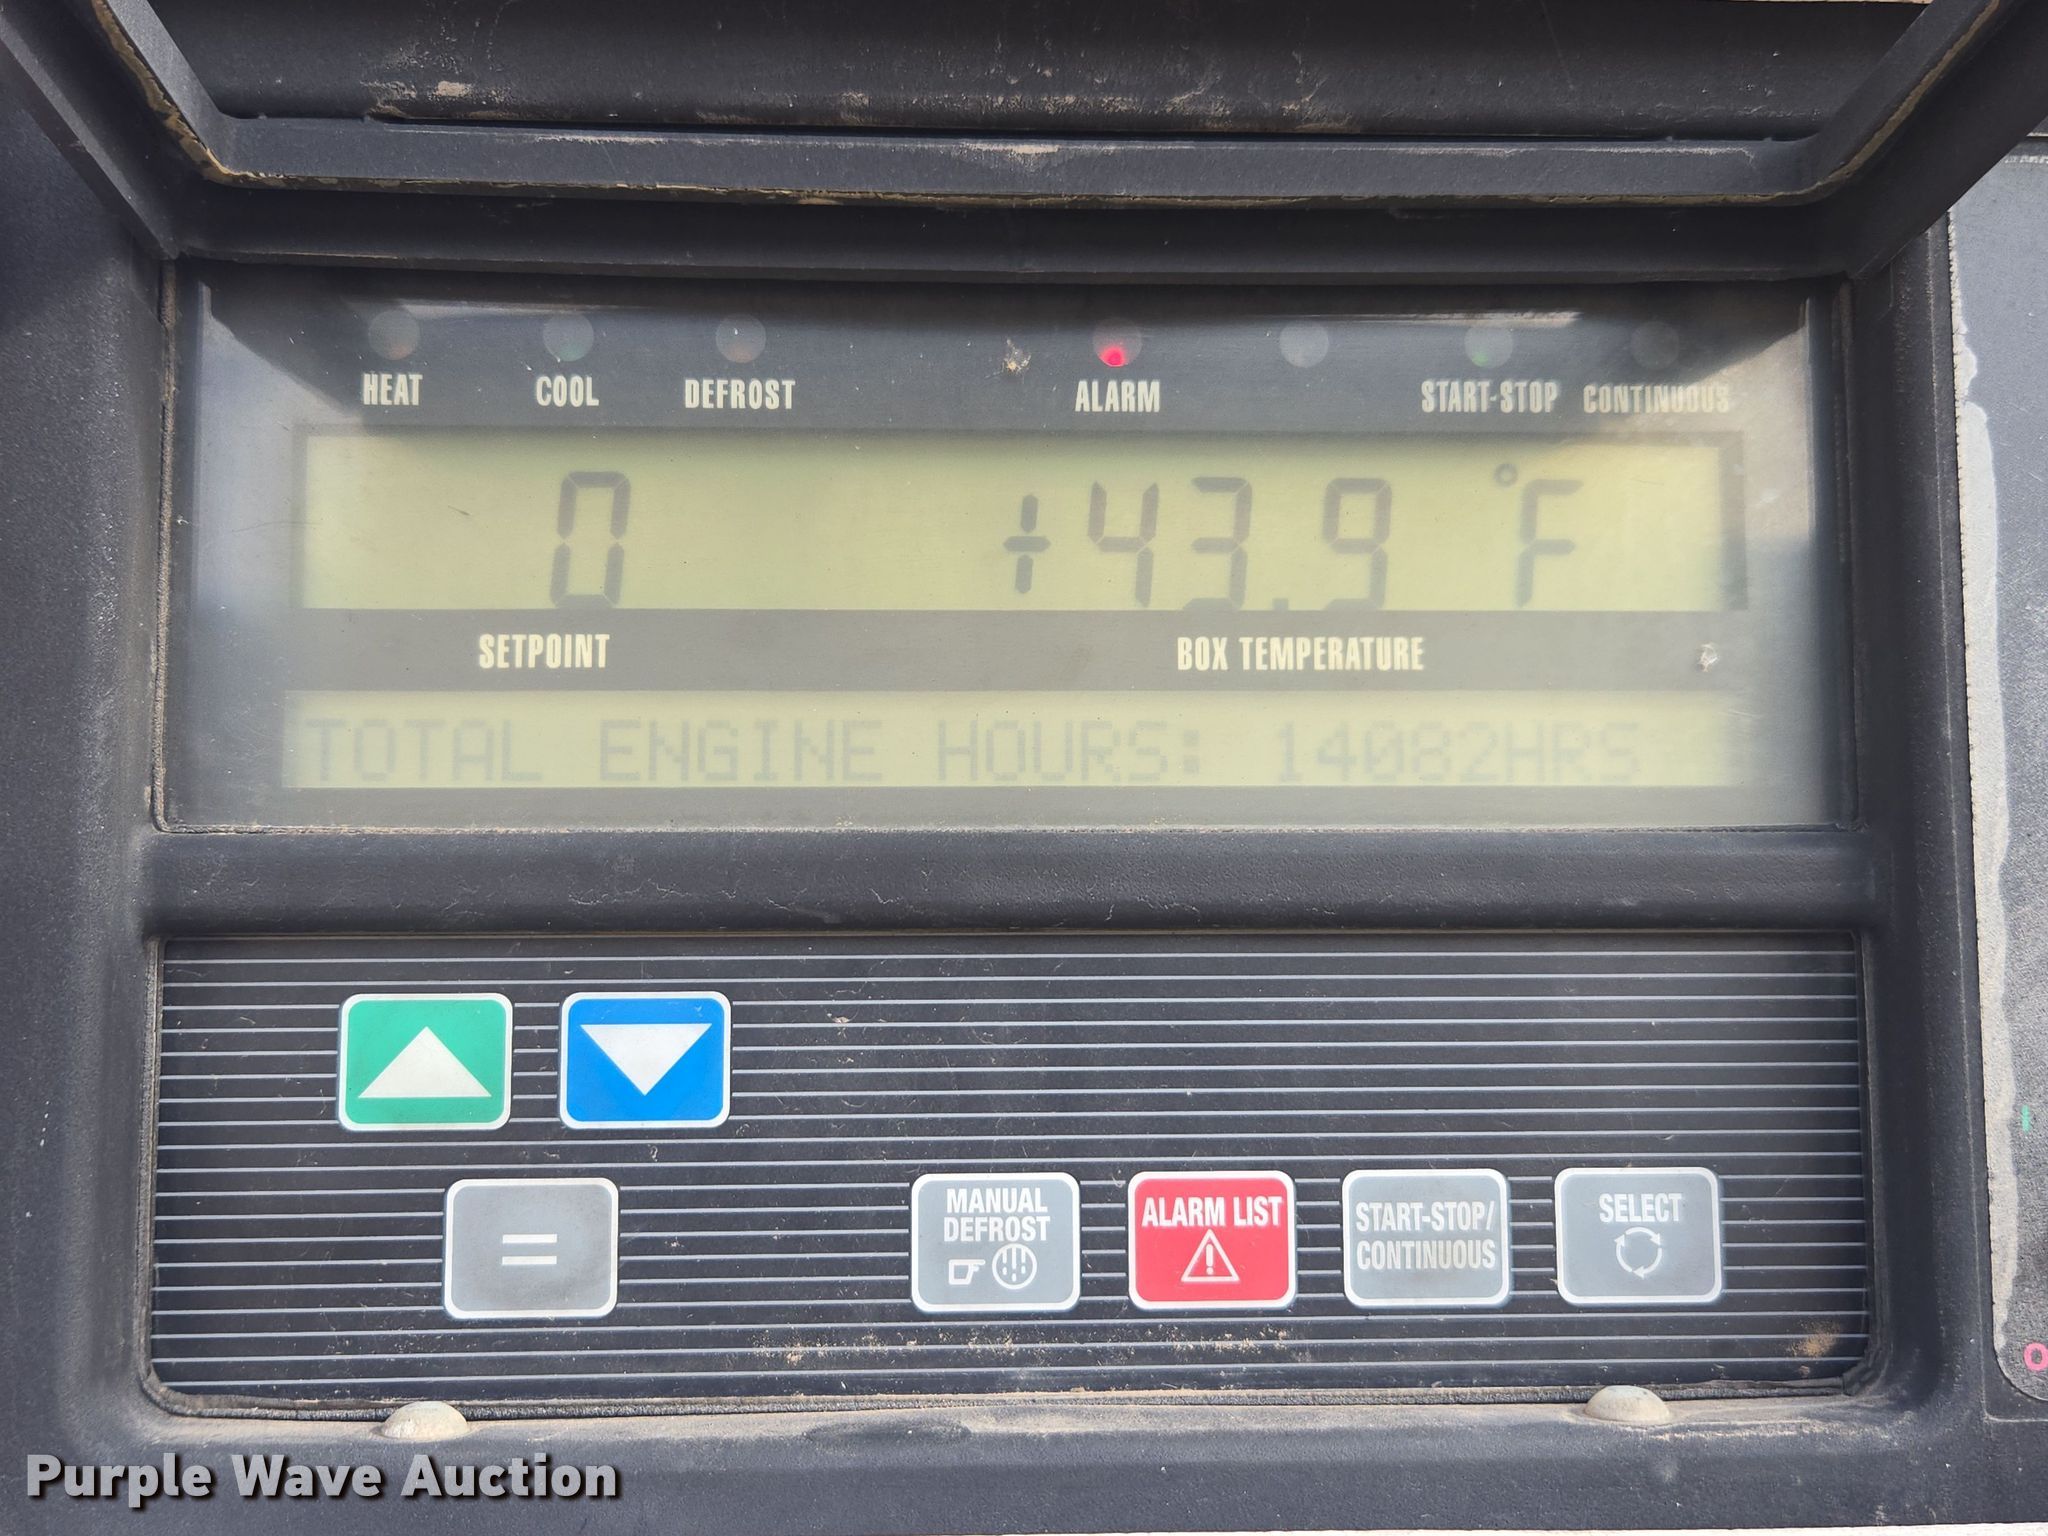 HEAT COOL DEFROST ALARM START-STOP CONTINUOUS
0 +43.9 °F
SETPOINT BOX TEMPERATURE
TOTAL ENGINE HOURS: 14082HRS
=
MANUAL DEFROST
ALARM LIST
START-STOP/ CONTINUOUS
SELECT
Purple Wave Auction